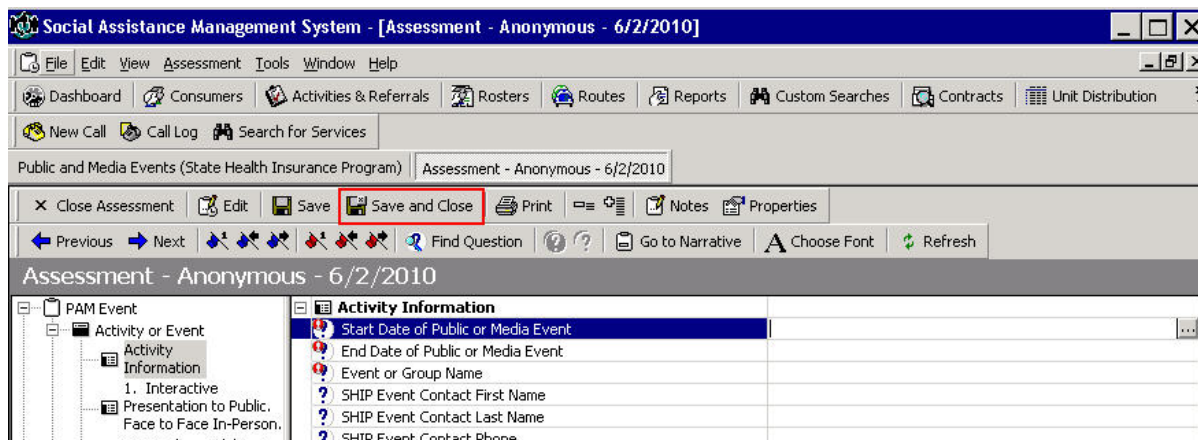 Social Assistance Management System - [Assessment - Anonymous - 6/2/2010]
File Edit View Assessment Tools Window Help
Dashboard Consumers Activities & Referrals Rosters Routes Reports Custom Searches Contracts Unit Distribution
New Call Call Log Search for Services
Public and Media Events (State Health Insurance Program) Assessment - Anonymous - 6/2/2010
Close Assessment Edit Save Save and Close Print Notes Properties
Previous Next Find Question Go to Narrative Choose Font Refresh
Assessment - Anonymous - 6/2/2010
PAM Event
Activity or Event
Activity
Information
1. Interactive
Presentation to Public.
Face to Face In-Person.
Activity Information
Start Date of Public or Media Event
End Date of Public or Media Event
Event or Group Name
SHIP Event Contact First Name
SHIP Event Contact Last Name
SHIP Event Contact Phone